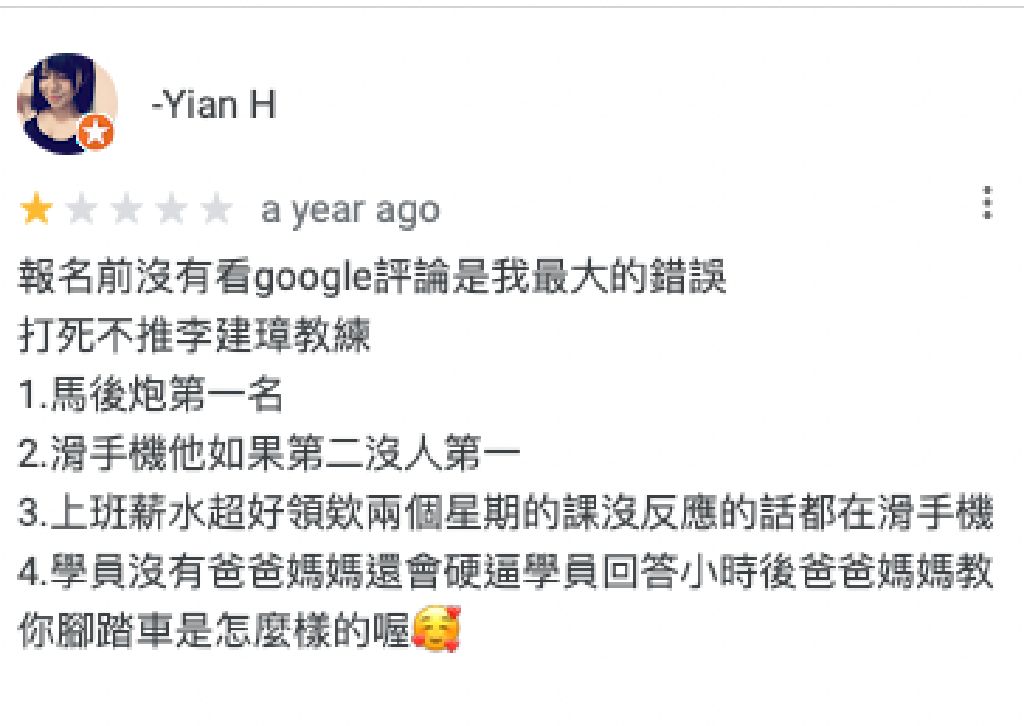 -Yian H
a year ago
報名前沒有看google評論是我最大的錯誤
打死不推李建璋教練
1.馬後炮第一名
2.滑手機他如果第二沒人第一
3.上班薪水超好領欸兩個星期的課沒反應的話都在滑手機
4.學員沒有爸爸媽媽還會硬逼學員回答小時後爸爸媽媽教
你腳踏車是怎麼樣的喔🥰